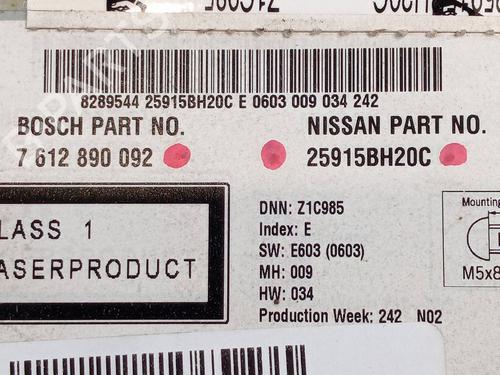 Z1C985
8289544 25915BH20C E 0603 009 034 242
BOSCH PART NO.
NISSAN PART NO.
7 612 890 092
25915BH20C
LASS 1
ASERPRODUCT
DNN: Z1C985
Index: E
SW: E603 (0603)
MH: 009
HW: 034
Production Week: 242 N02
Mounting
M5x8